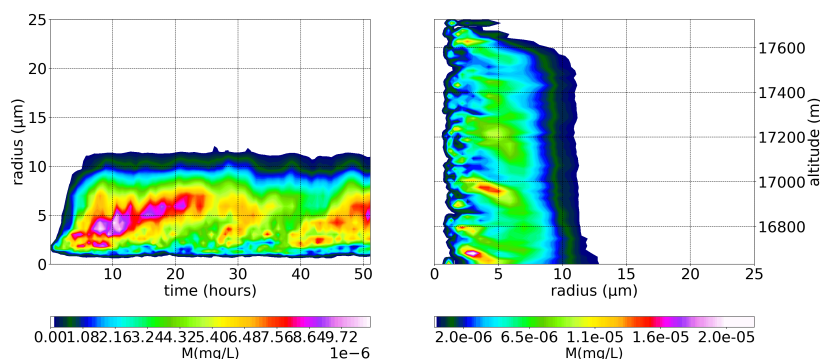 25
20
15
10
5
0
radius (μm)
10 20 30 40 50
time (hours)
0.001.082.163.244.325.406.487.568.649.72
M(mg/L) 1e-6
17600
17400
17200
17000
16800
altitude (m)
0 5 10 15 20 25
radius (μm)
2.0e-06 6.5e-06 1.1e-05 1.6e-05 2.0e-05
M(mg/L)